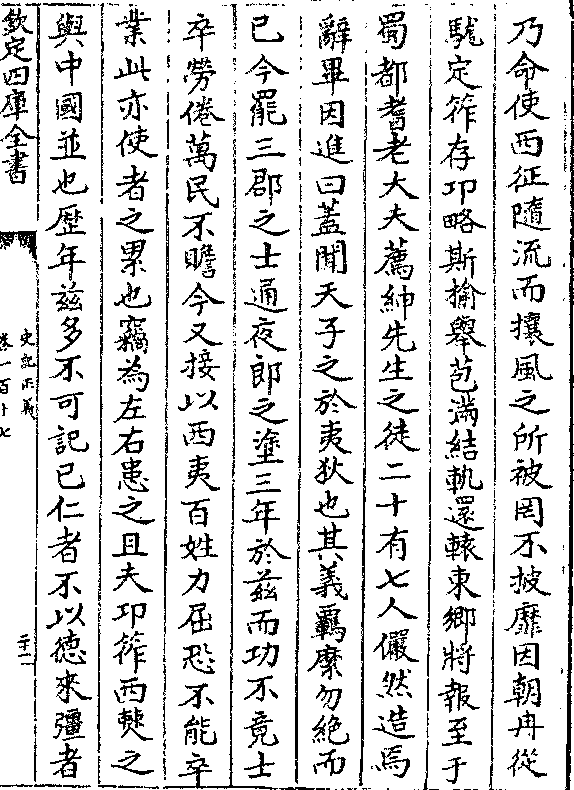 乃命使西征隨流而攘風之所被罔不披靡因朝冉從
駹定筰存邛略斯揄舉苞滿結軌還轅東鄉將報至于
蜀都耆老大夫薦紳先生之徒二十有七人儼然造焉
辭畢因進曰蓋聞天子之於夷狄也其義羈縻勿絕而
已今罷三郡之士通夜郎之塗三年於茲而功不竟士
卒勞倦萬民不贍今又接以西夷百姓力屈恐不能卒
業此亦使者之累也竊為左右患之且夫邛筰西僰之
與中國並也歷年茲多不可記已仁者不以德來彊者
欽定四庫全書
史記正義
卷一百十七
二十一